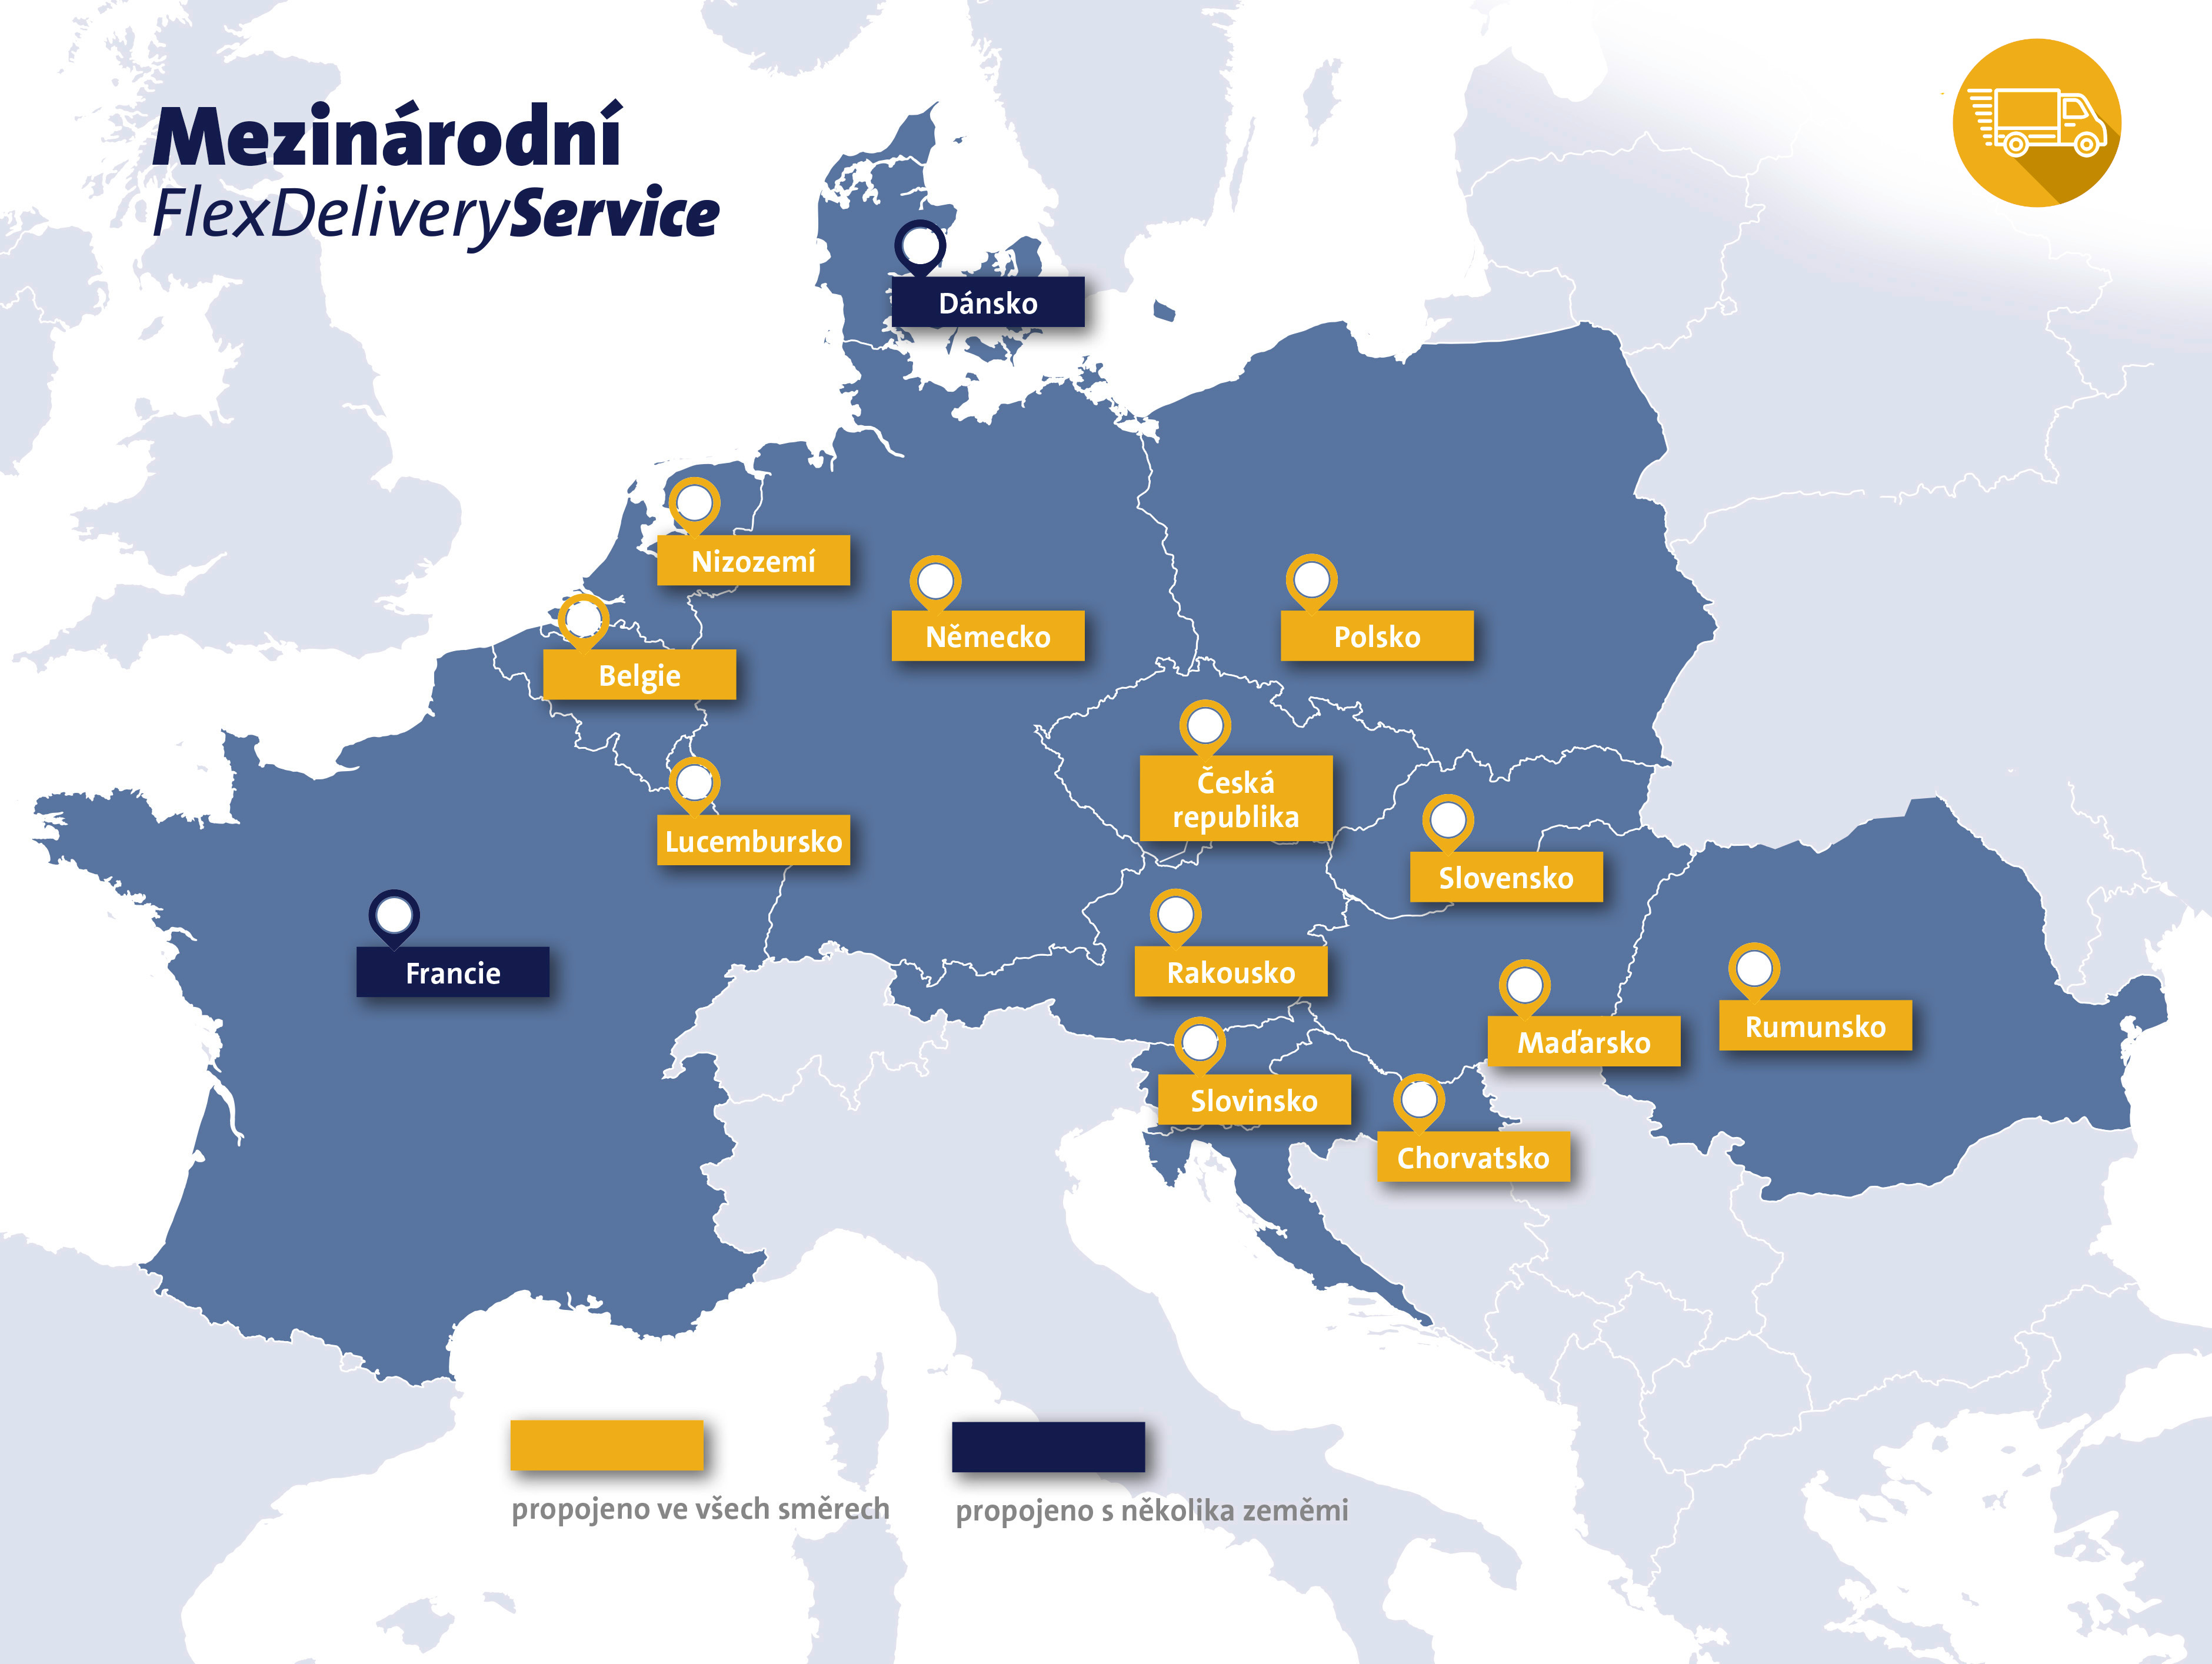 Mezinárodní
FlexDeliveryService
Dánsko
Nizozemí
Německo
Polsko
Belgie
Česká
republika
Lucembursko
Slovensko
Francie
Rakousko
Maďarsko
Rumunsko
Slovinsko
Chorvatsko
propojeno ve všech směrech
propojeno s několika zeměmi